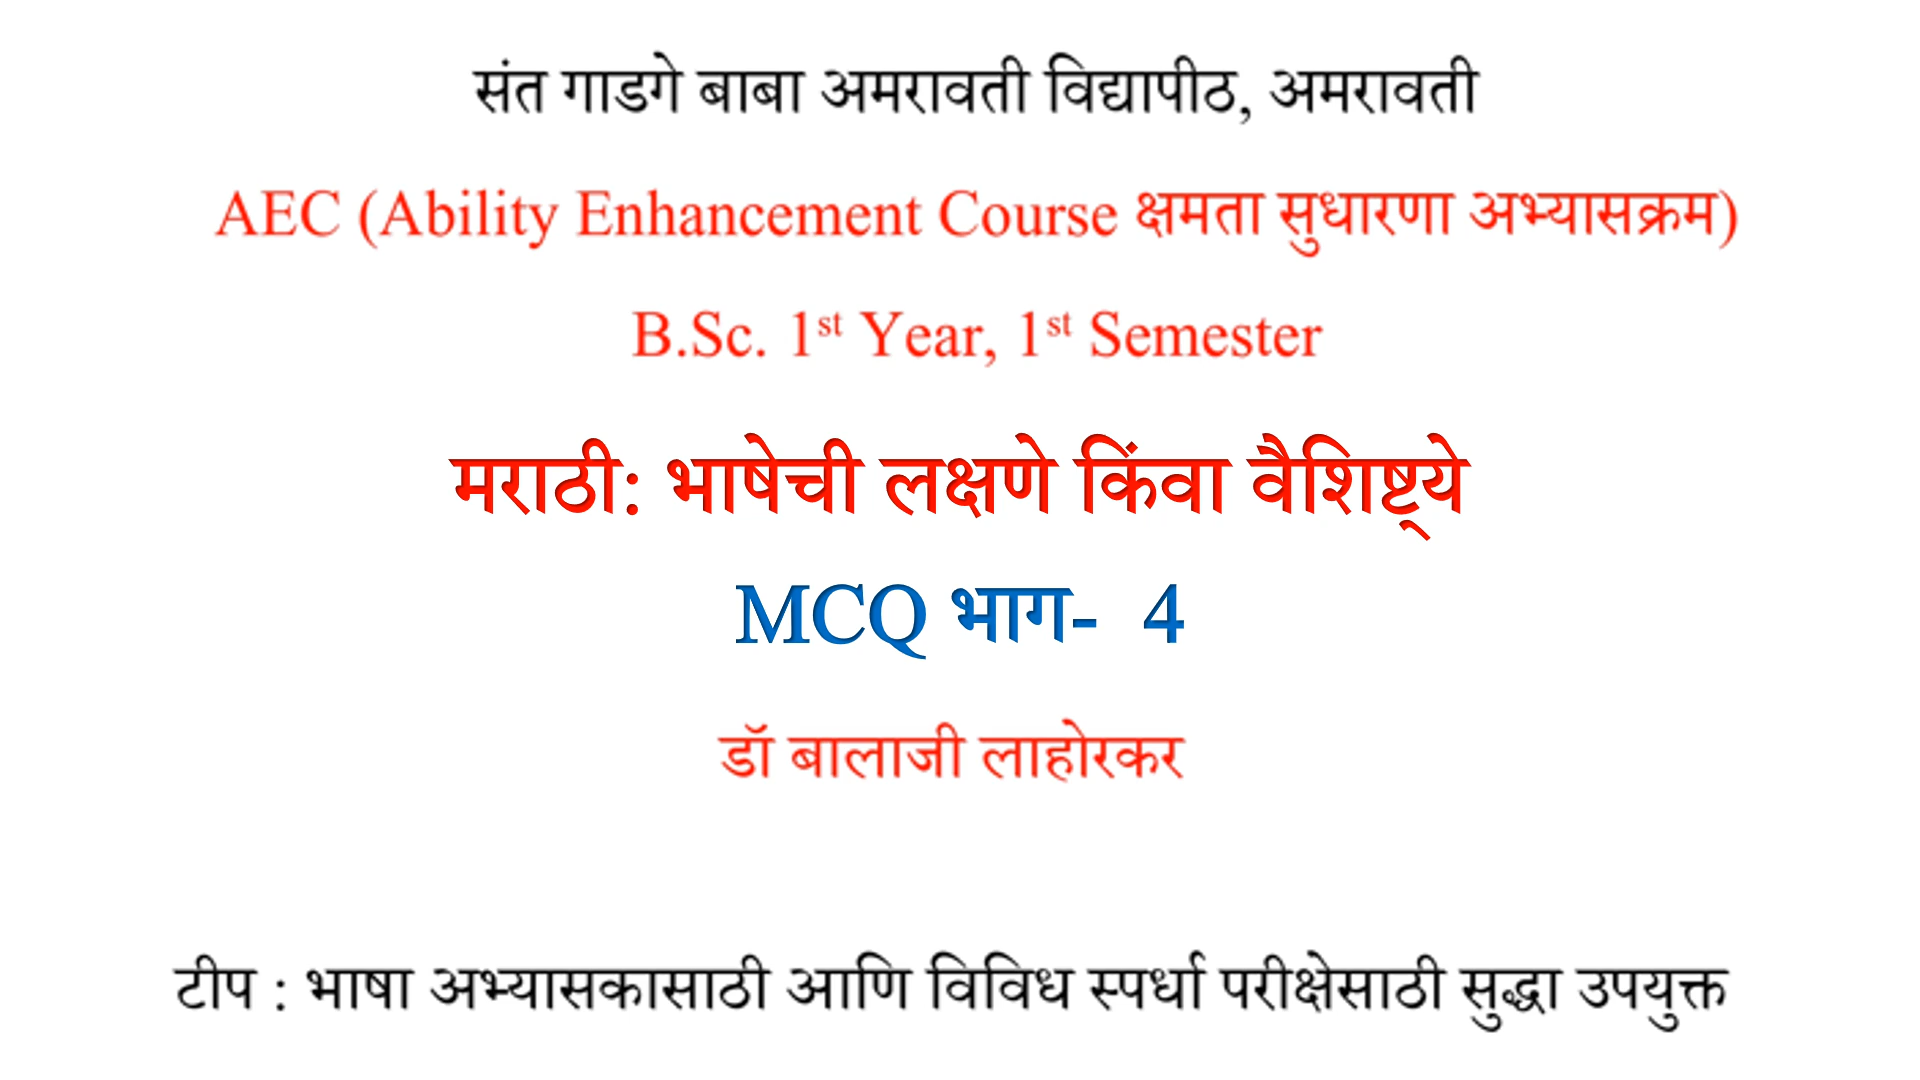 संत गाडगे बाबा अमरावती विद्यापीठ, अमरावती
AEC (Ability Enhancement Course क्षमता सुधारणा अभ्यासक्रम)
B.Sc. 1st Year, 1st Semester
मराठी: भाषेची लक्षणे किंवा वैशिष्ट्ये
MCQ भाग- 4
डॉ बालाजी लाहोरकर
टीप : भाषा अभ्यासकासाठी आणि विविध स्पर्धा परीक्षेसाठी सुद्धा उपयुक्त